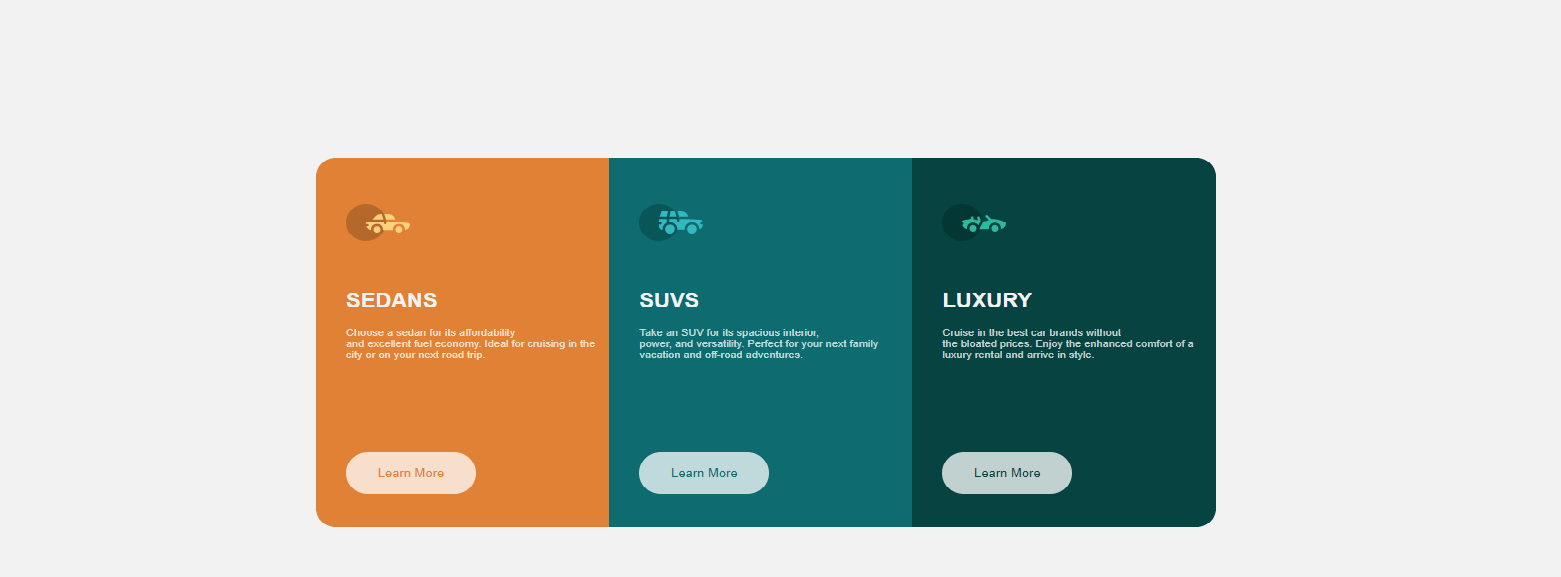 SEDANS
Choose a sedan for its affordability
and excellent fuel economy. Ideal for cruising in the
city or on your next road trip.
Learn More
SUVS
Take an SUV for its spacious interior,
power, and versatility. Perfect for your next family
vacation and off-road adventures.
Learn More
LUXURY
Cruise in the best car brands without
the bloated prices. Enjoy the enhanced comfort of a
luxury rental and arrive in style.
Learn More